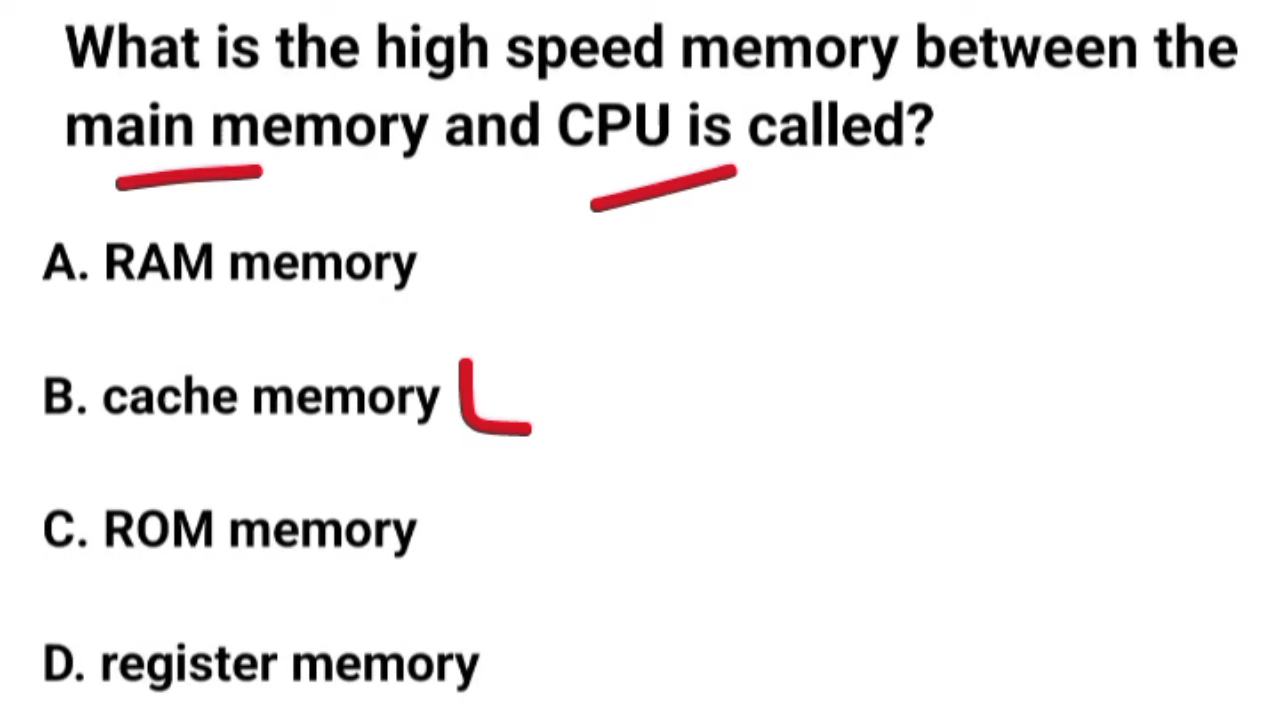 What is the high speed memory between the
main memory and CPU is called?
A. RAM memory
B. cache memory
C. ROM memory
D. register memory